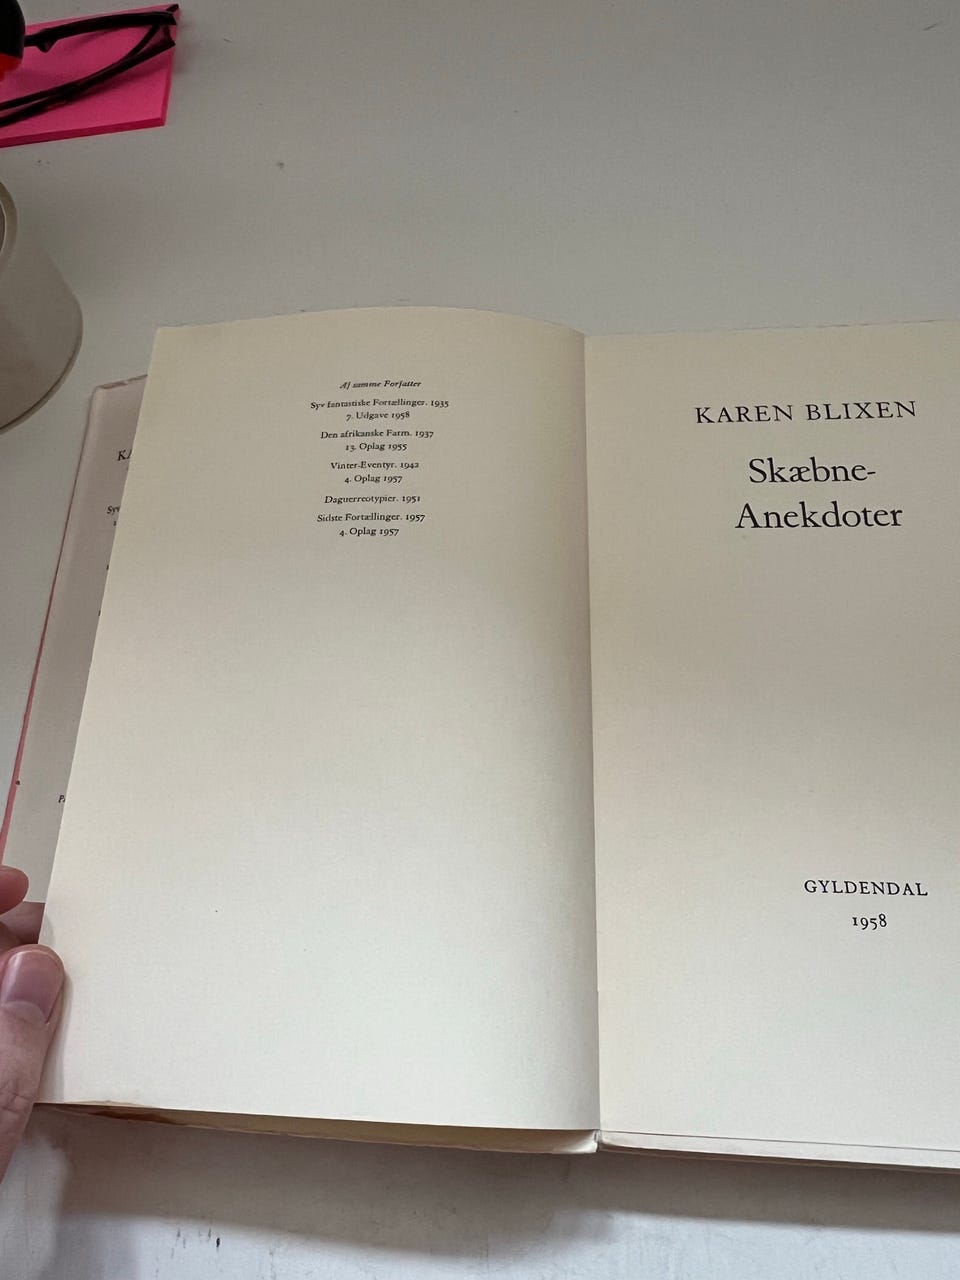 Af samme Forfatter
Syv fantastiske Fortællinger. 1935
7. Udgave 1958
Den afrikanske Farm. 1937
13. Oplag 1955
Vinter-Eventyr. 1942
4. Oplag 1957
Daguerreotypier. 1951
Sidste Fortællinger. 1957
4. Oplag 1957
KAREN BLIXEN
Skæbne-
Anekdoter
GYLDENDAL
1958